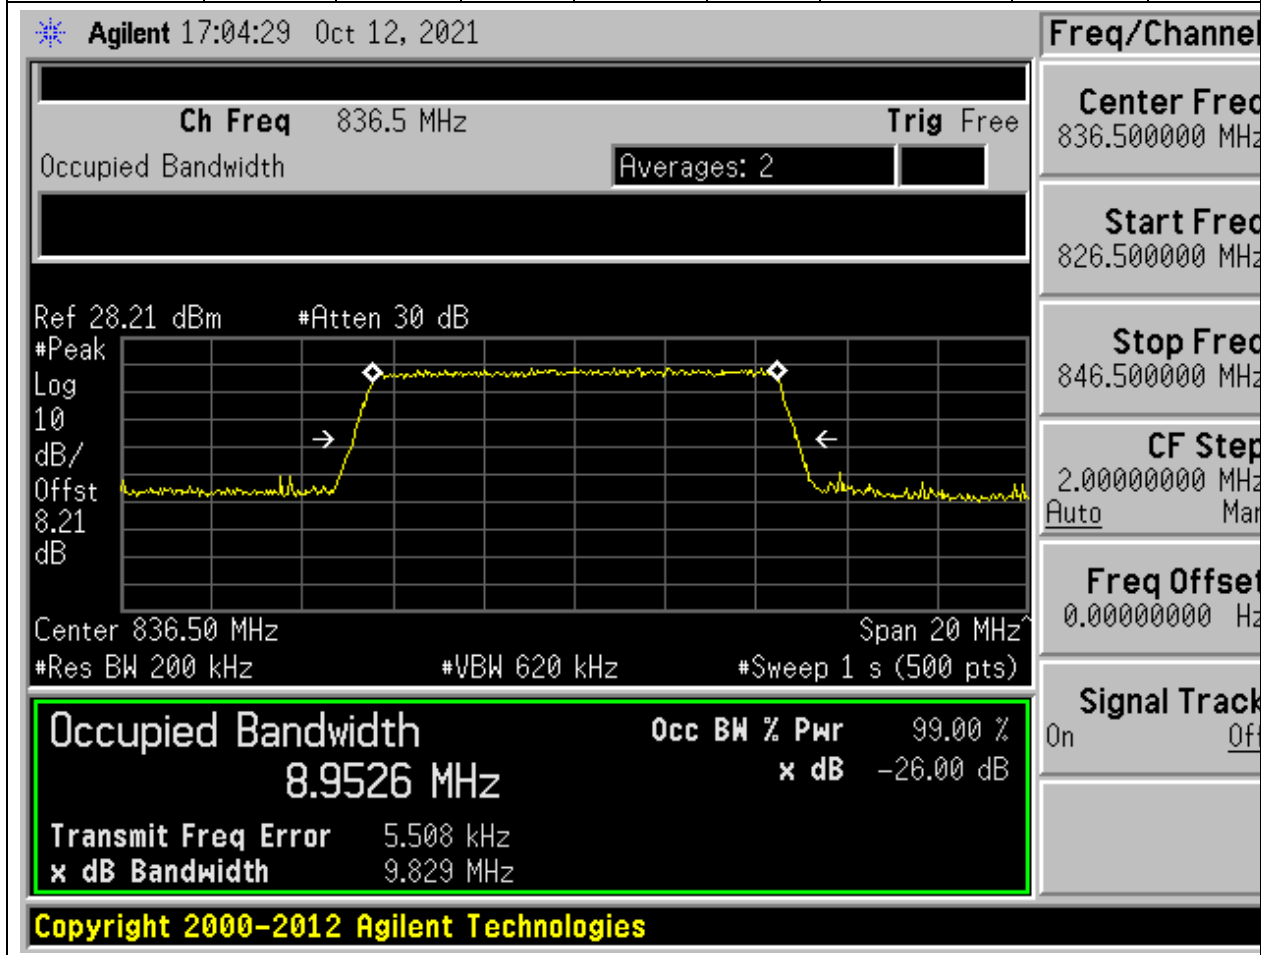 Agilent 17:04:29 Oct 12, 2021
Ch Freq 836.5 MHz Trig Free
Occupied Bandwidth Averages: 2
Ref 28.21 dBm #Atten 30 dB
#Peak
Log
10
dB/
Offst
8.21
dB
Center 836.50 MHz Span 20 MHz^
#Res BW 200 kHz #VBW 620 kHz #Sweep 1 s (500 pts)
Occupied Bandwidth Occ BW % Pwr 99.00 %
8.9526 MHz x dB -26.00 dB
Transmit Freq Error 5.508 kHz
x dB Bandwidth 9.829 MHz
Copyright 2000-2012 Agilent Technologies
Freq/Channel
Center Freq
836.500000 MHz
Start Freq
826.500000 MHz
Stop Freq
846.500000 MHz
CF Step
2.00000000 MHz
Auto Man
Freq Offset
0.00000000 Hz
Signal Track
On Off